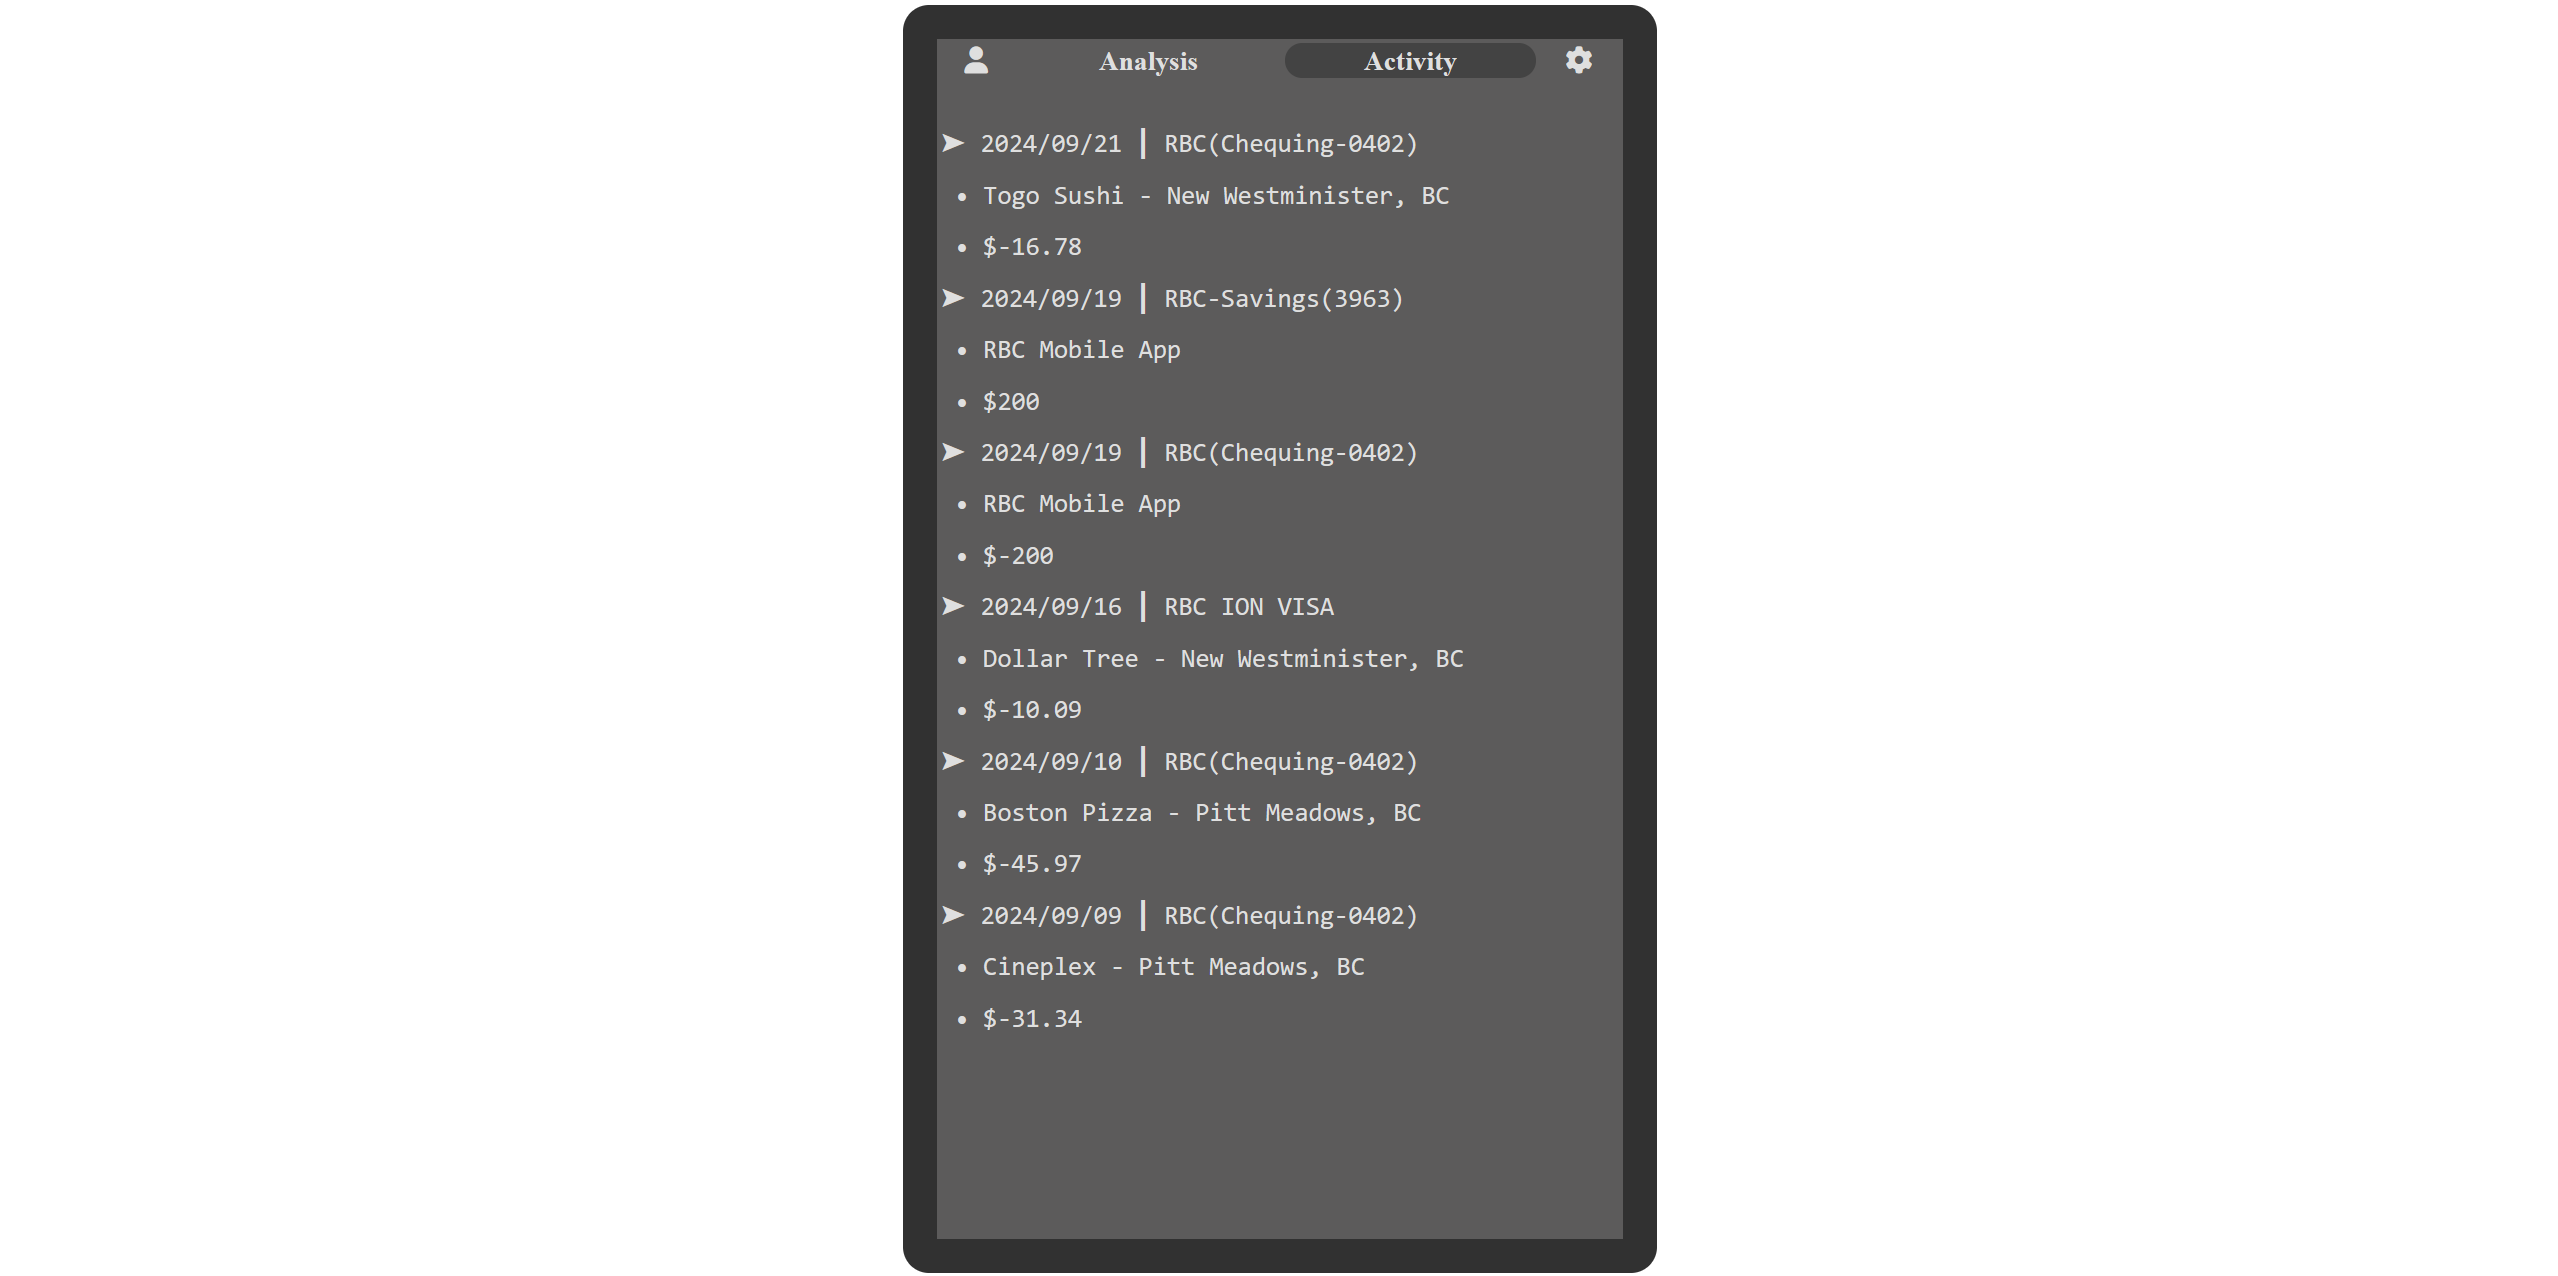 Analysis Activity
➤ 2024/09/21 | RBC(Chequing-0402)
• Togo Sushi - New Westminister, BC
• $-16.78
➤ 2024/09/19 | RBC-Savings(3963)
• RBC Mobile App
• $200
➤ 2024/09/19 | RBC(Chequing-0402)
• RBC Mobile App
• $-200
➤ 2024/09/16 | RBC ION VISA
• Dollar Tree - New Westminister, BC
• $-10.09
➤ 2024/09/10 | RBC(Chequing-0402)
• Boston Pizza - Pitt Meadows, BC
• $-45.97
➤ 2024/09/09 | RBC(Chequing-0402)
• Cineplex - Pitt Meadows, BC
• $-31.34